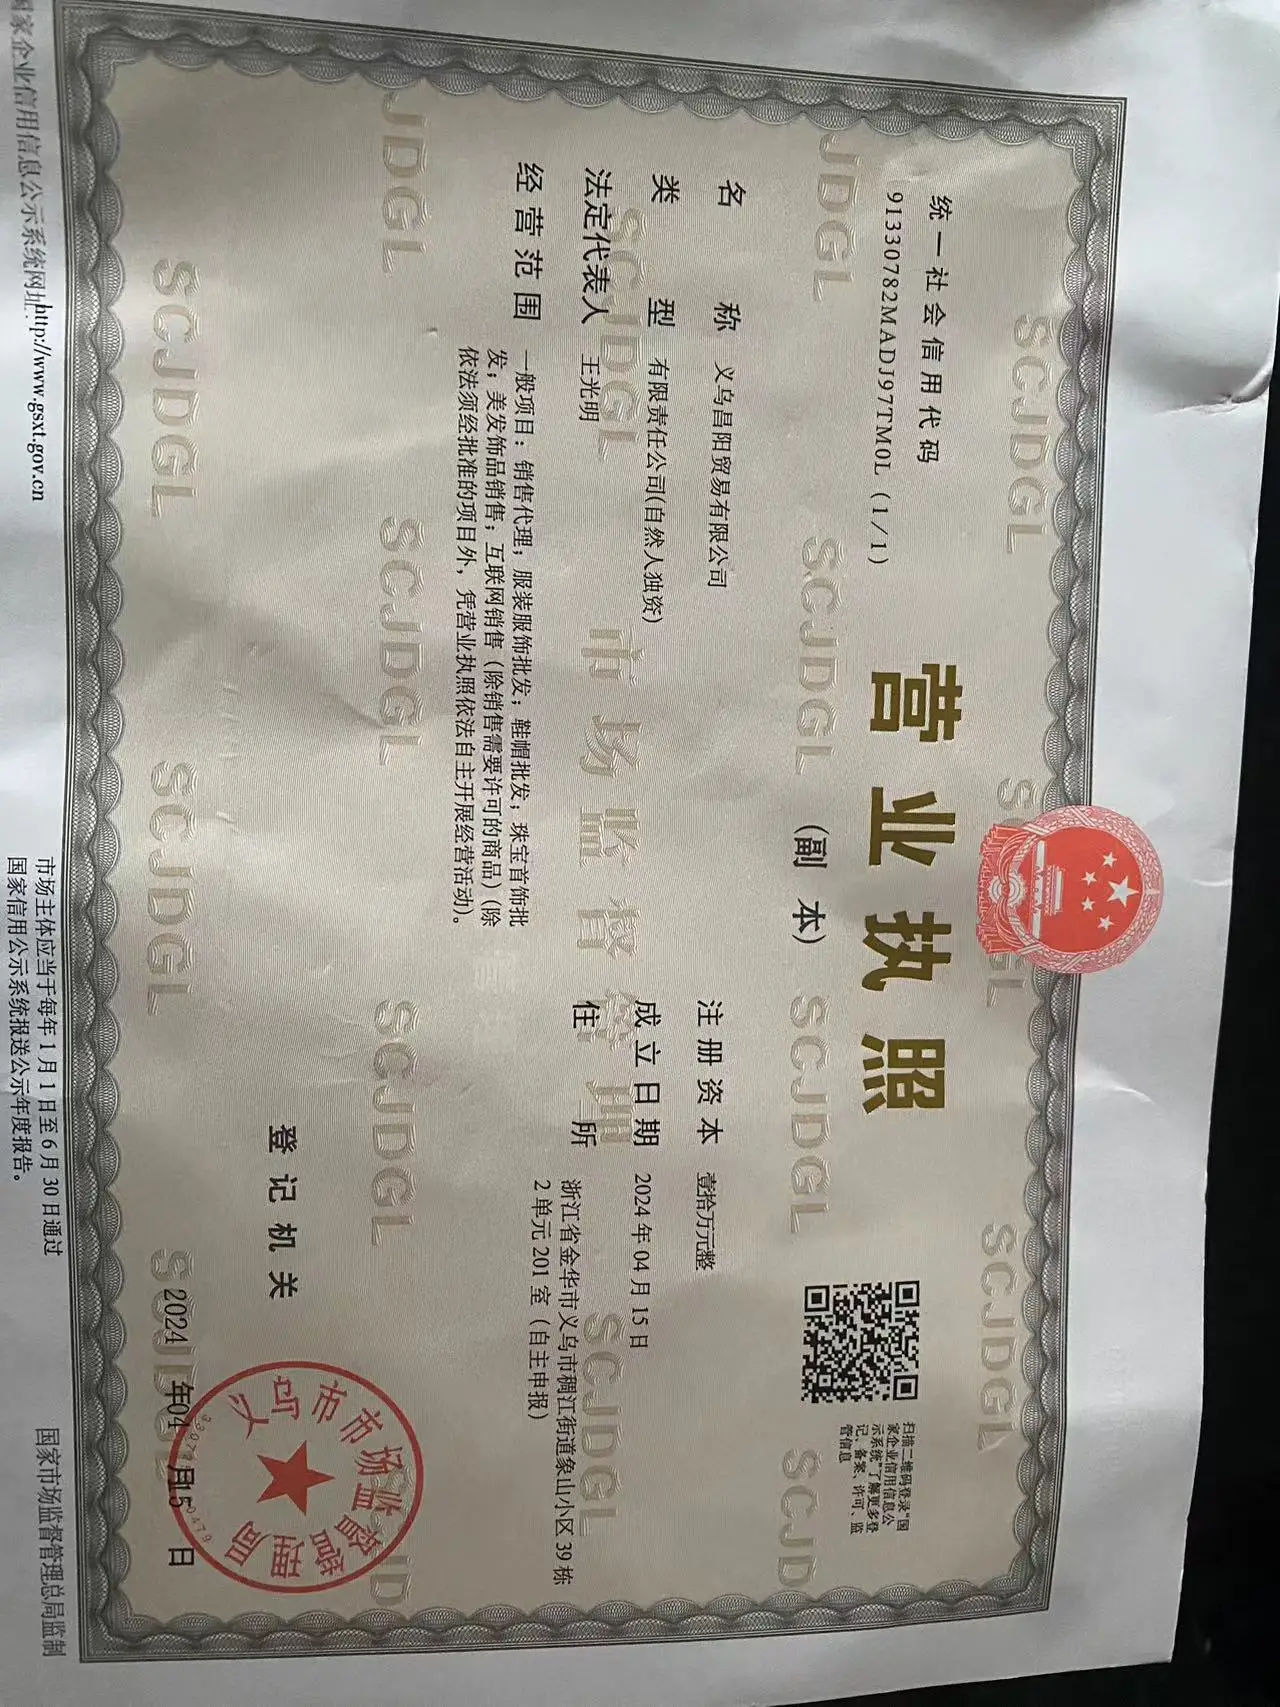 统一社会信用代码
91330782MADJ97TM0L（1/1）
营业执照
（副本）
扫描二维码登录“国
家企业信用信息公
示系统”了解更多登
记、备案、许可、监
管信息
名称 义乌昌阳贸易有限公司
类型 有限责任公司(自然人独资)
法定代表人 王光明
经营范围 一般项目：销售代理；服装服饰批发；鞋帽批发；珠宝首饰批
发；美发饰品销售；互联网销售（除销售需要许可的商品）（除
依法须经批准的项目外，凭营业执照依法自主开展经营活动）。
注册资本 壹拾万元整
成立日期 2024年04月15日
住所 浙江省金华市义乌市稠江街道象山小区39栋
2单元201室（自主申报）
登记机关
义乌市市场监督管理局
2024年04月15日
SCJDGL
市场监督管理
国家企业信用信息公示系统网址：http://www.gsxt.gov.cn
市场主体应当于每年1月1日至6月30日通过
国家信用公示系统报送公示年度报告。
国家市场监督管理总局监制